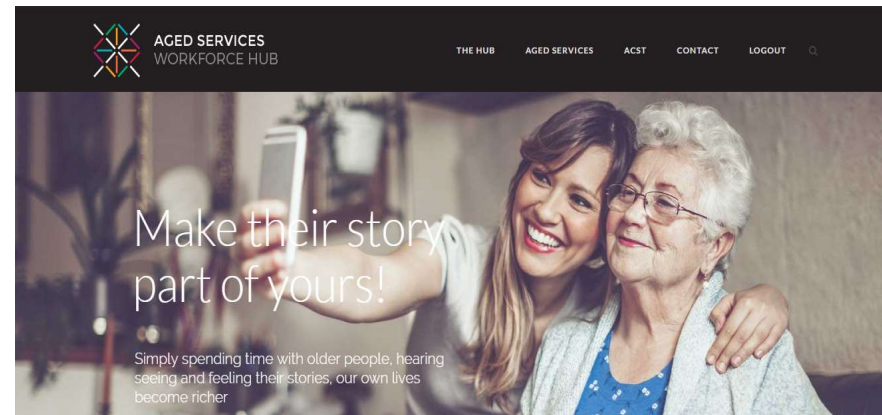 AGED SERVICES
WORKFORCE HUB
THE HUB AGED SERVICES ACST CONTACT LOGOUT
Make their story
part of yours!
Simply spending time with older people, hearing
seeing and feeling their stories, our own lives
become richer